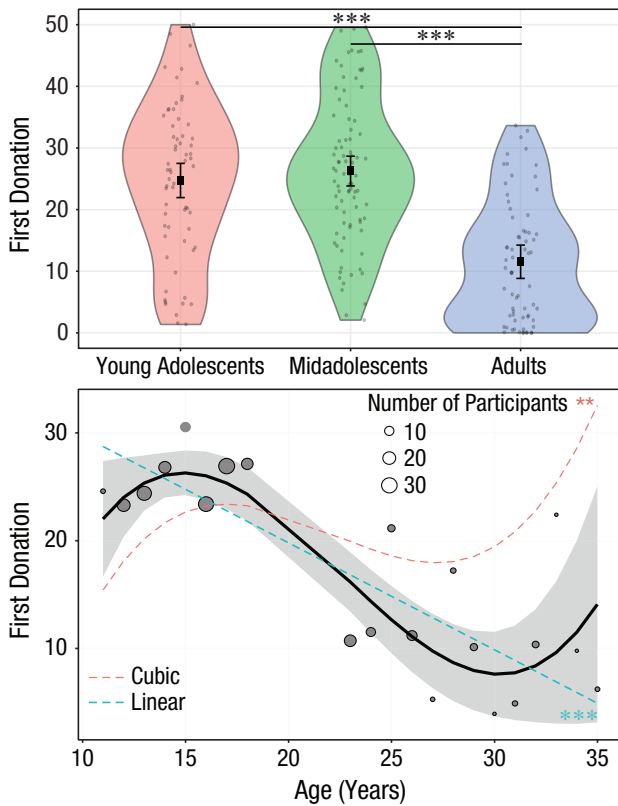 ***
50
***
40
30
20
10
0
First Donation
Young Adolescents Midadolescents Adults
Number of Participants **
10
20
30
30
20
10
First Donation
Cubic
Linear
***
10 15 20 25 30 35
Age (Years)